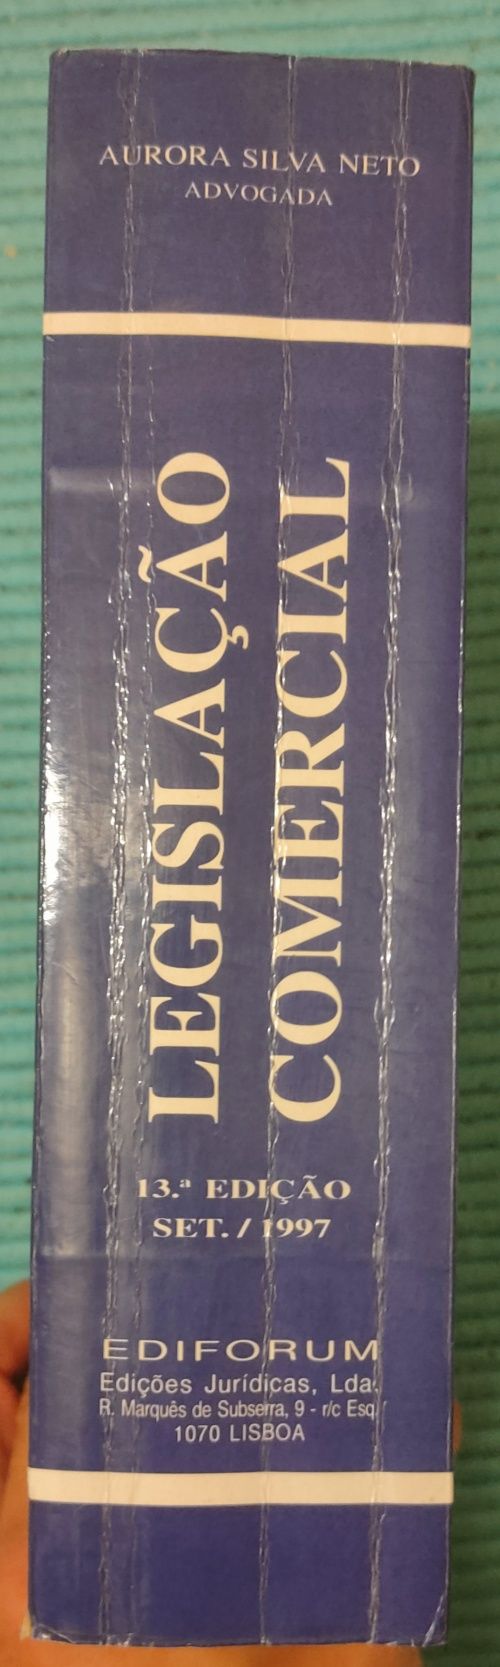 AURORA SILVA NETO
ADVOGADA
LEGISLAÇÃO
COMERCIAL
13.ª EDIÇÃO
SET. / 1997
EDIFORUM
Edições Jurídicas, Lda.
R. Marquês de Subserra, 9 - r/c Esq.
1070 LISBOA